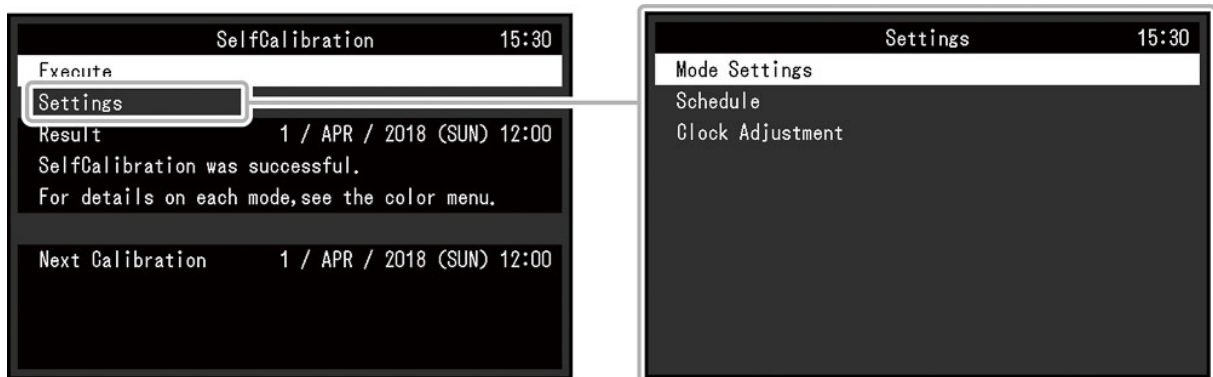 SelfCalibration 15:30
Execute
Settings
Result 1 / APR / 2018 (SUN) 12:00
SelfCalibration was successful.
For details on each mode,see the color menu.
Next Calibration 1 / APR / 2018 (SUN) 12:00
Settings 15:30
Mode Settings
Schedule
Clock Adjustment